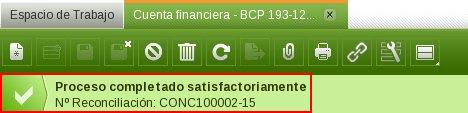 Espacio de Trabajo Cuenta financiera - BCP 193-12...
Proceso completado satisfactoriamente
Nº Reconciliación: CONC100002-15